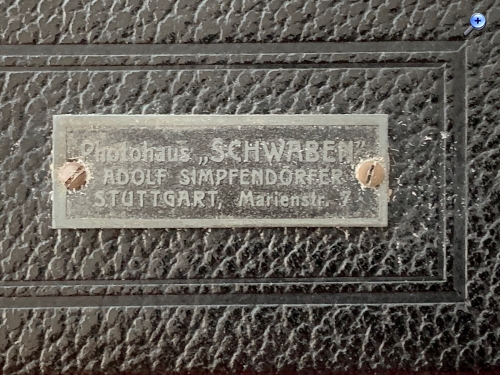 Photohaus „SCHWABEN"
ADOLF SIMPFENDÖRFER
STUTTGART, Marienstr. 7